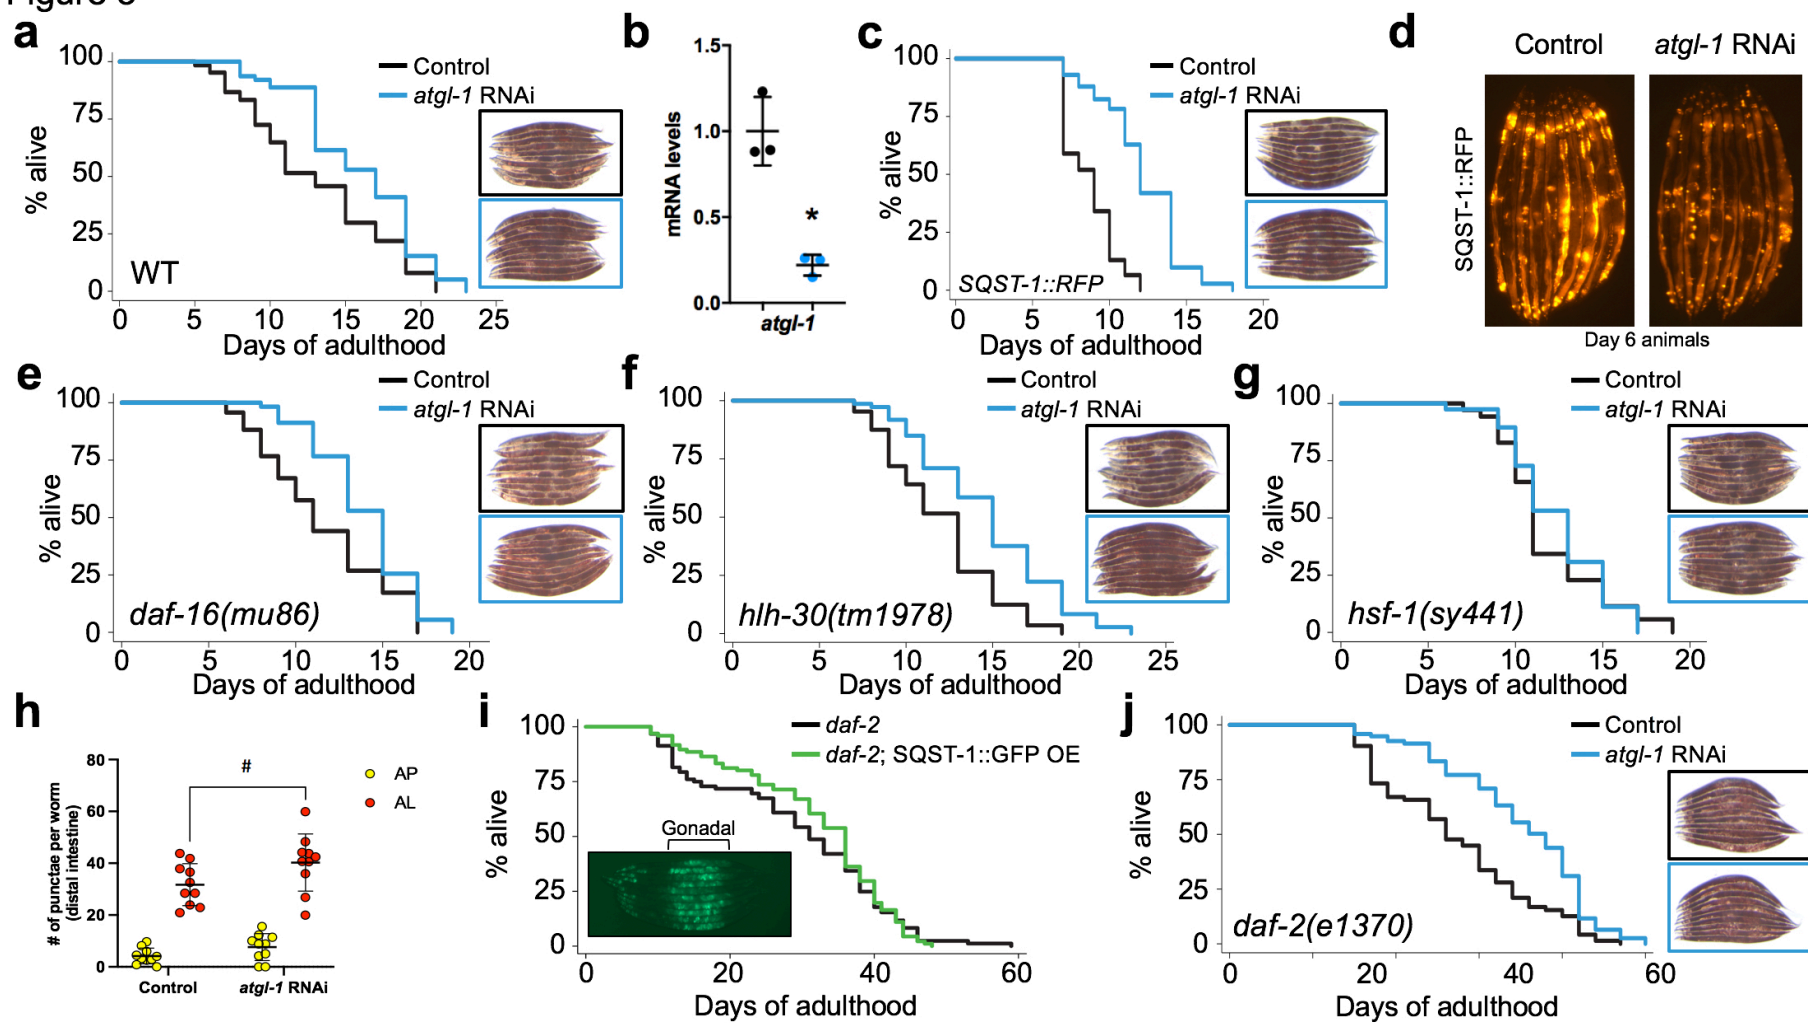 a
100
75
50
25
0
% alive
Control
atgl-1 RNAi
WT
0 5 10 15 20 25
Days of adulthood
b
1.5
1.0
0.5
0.0
mRNA levels
*
atgl-1
c
100
75
50
25
0
% alive
Control
atgl-1 RNAi
SQST-1::RFP
0 5 10 15 20
Days of adulthood
d
Control atgl-1 RNAi
SQST-1::RFP
Day 6 animals
e
100
75
50
25
0
% alive
Control
atgl-1 RNAi
daf-16(mu86)
0 5 10 15 20
Days of adulthood
f
100
75
50
25
0
% alive
Control
atgl-1 RNAi
hlh-30(tm1978)
0 5 10 15 20 25
Days of adulthood
g
100
75
50
25
0
% alive
Control
atgl-1 RNAi
hsf-1(sy441)
0 5 10 15 20
Days of adulthood
h
80
60
40
20
0
# of punctae per worm
(distal intestine)
#
AP
AL
Control atgl-1 RNAi
i
100
75
50
25
0
% alive
daf-2
daf-2; SQST-1::GFP OE
Gonadal
0 20 40 60
Days of adulthood
j
100
75
50
25
0
% alive
Control
atgl-1 RNAi
daf-2(e1370)
0 20 40 60
Days of adulthood